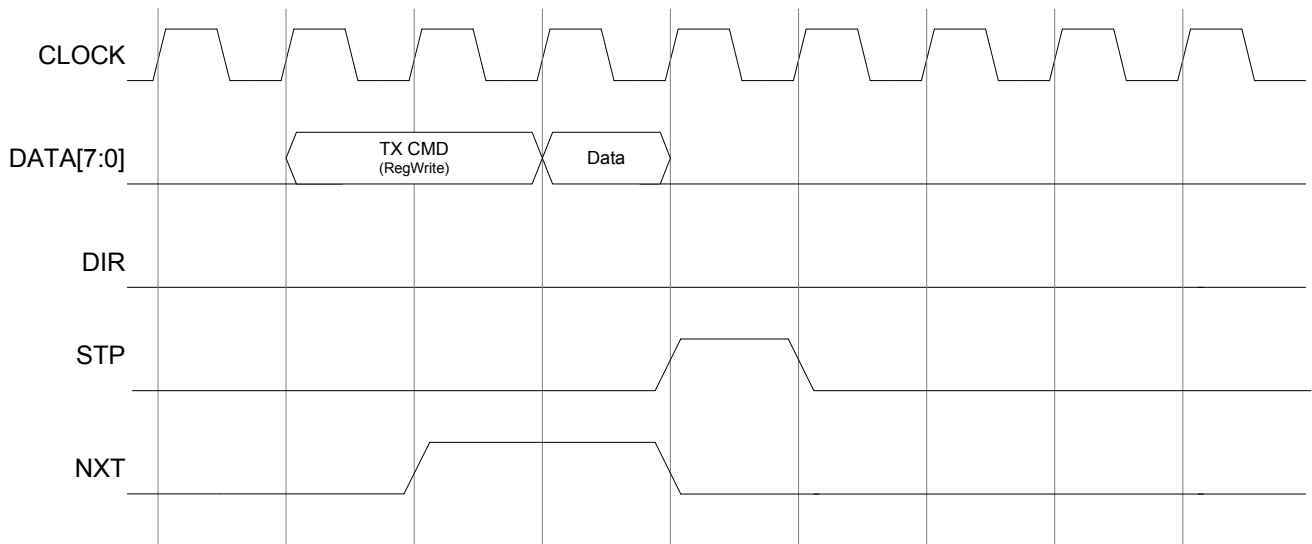 CLOCK
DATA[7:0]
TX CMD
(RegWrite)
Data
DIR
STP
NXT